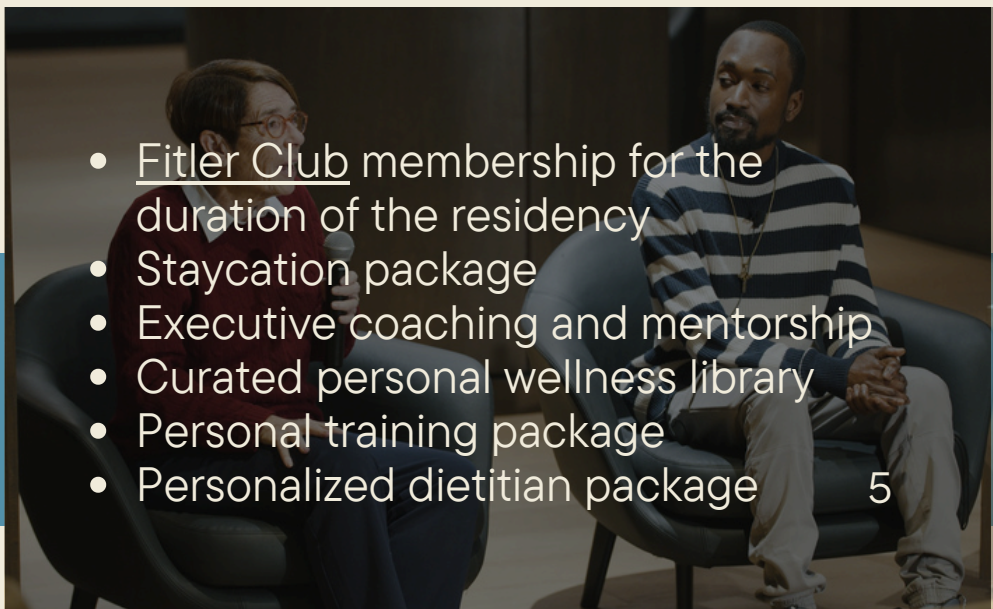 • Fitler Club membership for the
duration of the residency
• Staycation package
• Executive coaching and mentorship
• Curated personal wellness library
• Personal training package
• Personalized dietitian package
5